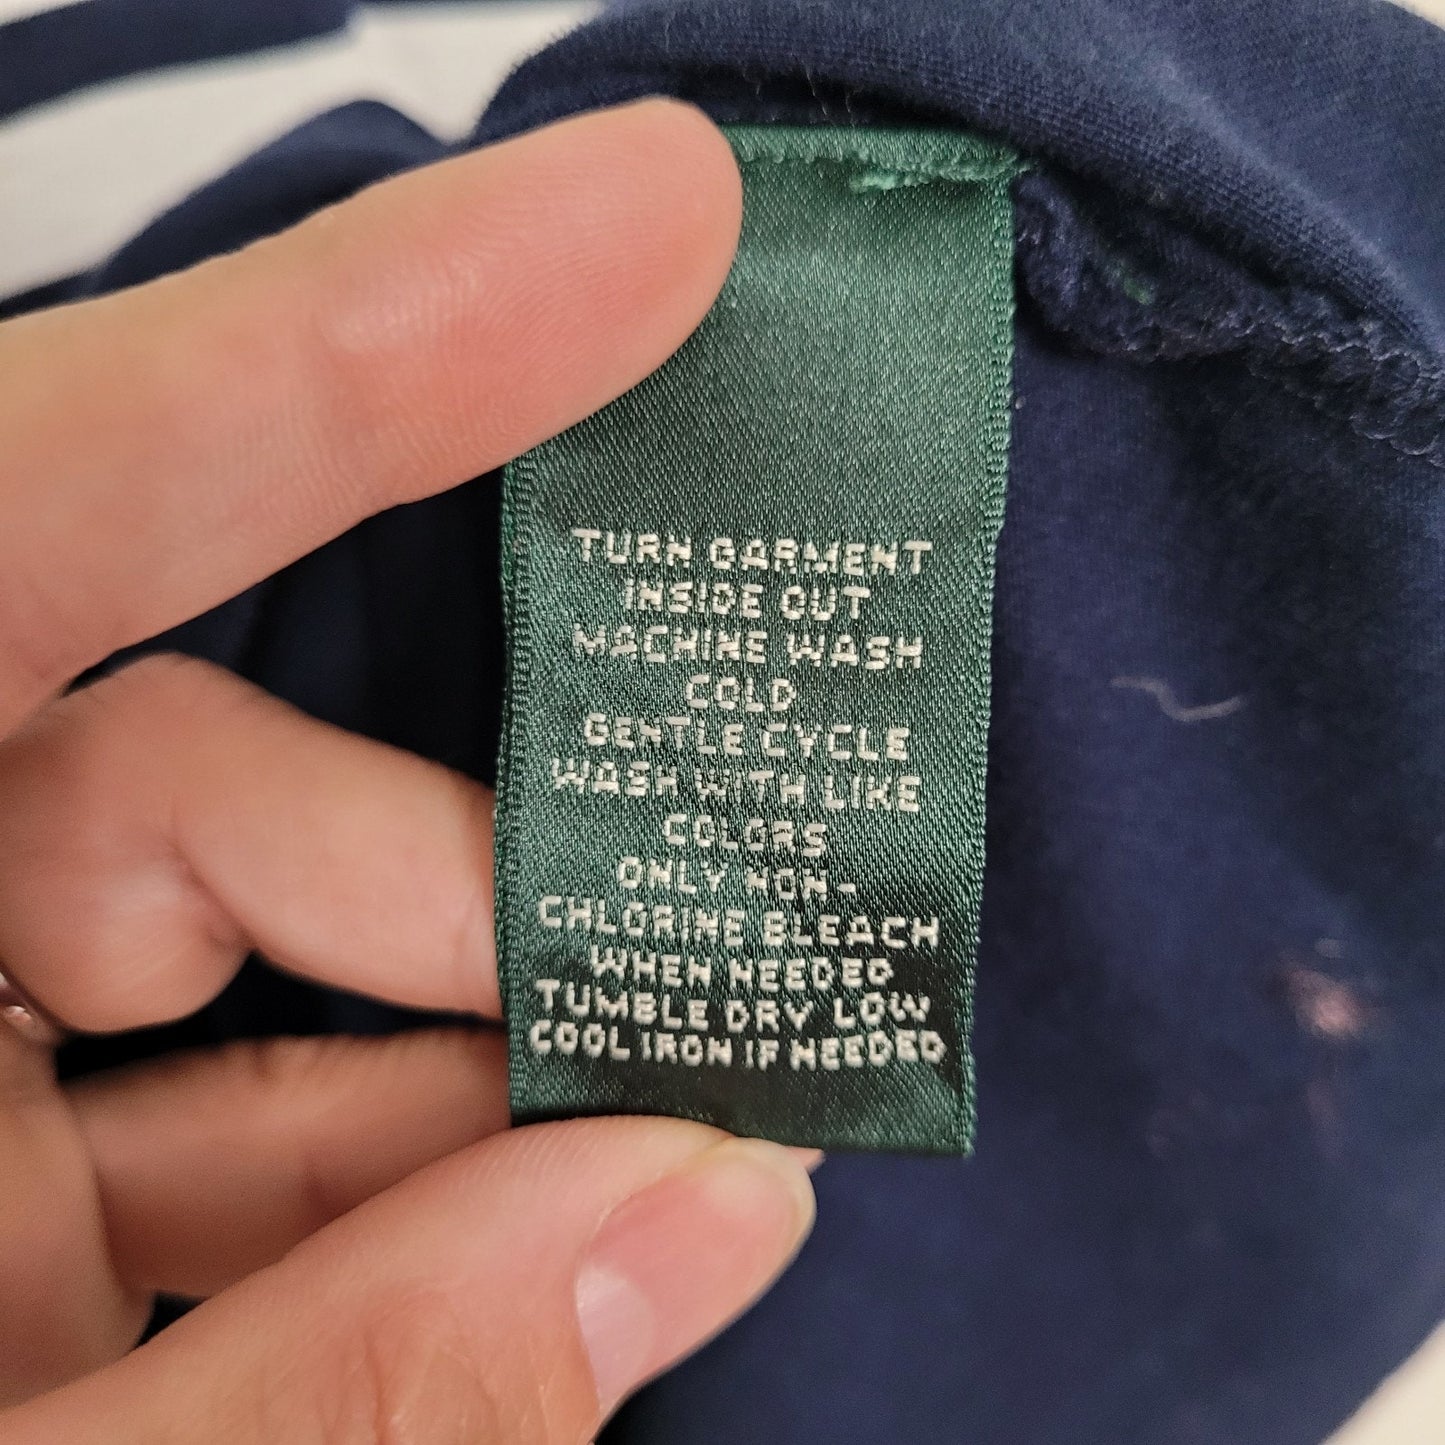 TURN GARMENT
INSIDE OUT
MACHINE WASH
COLD
GENTLE CYCLE
WASH WITH LIKE
COLORS
ONLY NON-
CHLORINE BLEACH
WHEN NEEDED
TUMBLE DRY LOW
COOL IRON IF NEEDED